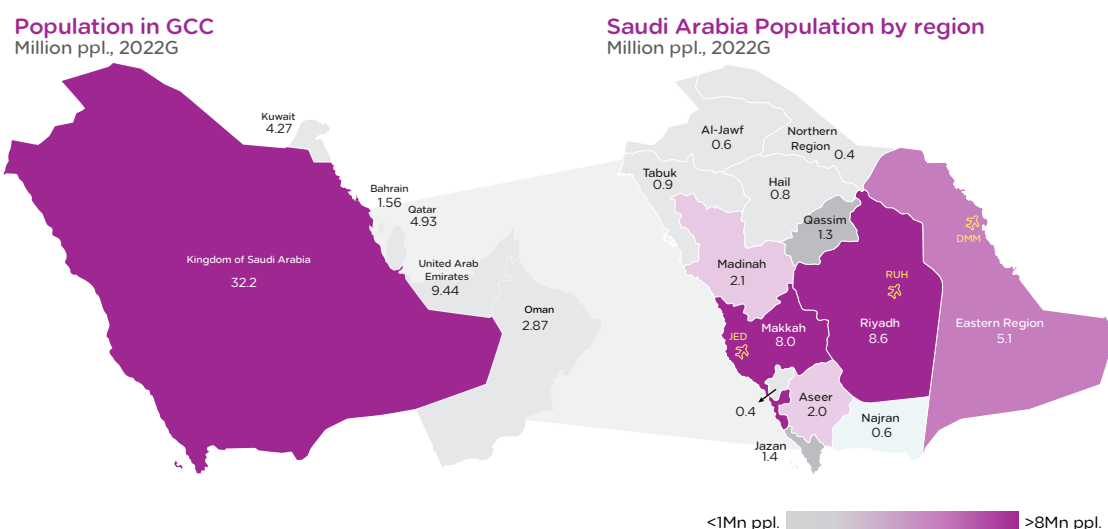 Population in GCC
Million ppl., 2022G
Kuwait
4.27
Bahrain
1.56
Qatar
4.93
Kingdom of Saudi Arabia
32.2
United Arab
Emirates
9.44
Oman
2.87
Saudi Arabia Population by region
Million ppl., 2022G
Al-Jawf
0.6
Northern
Region
0.4
Tabuk
0.9
Hail
0.8
Qassim
1.3
DMM
Madinah
2.1
RUH
JED
Makkah
8.0
Riyadh
8.6
Eastern Region
5.1
0.4
Aseer
2.0
Najran
0.6
Jazan
1.4
<1Mn ppl.
>8Mn ppl.